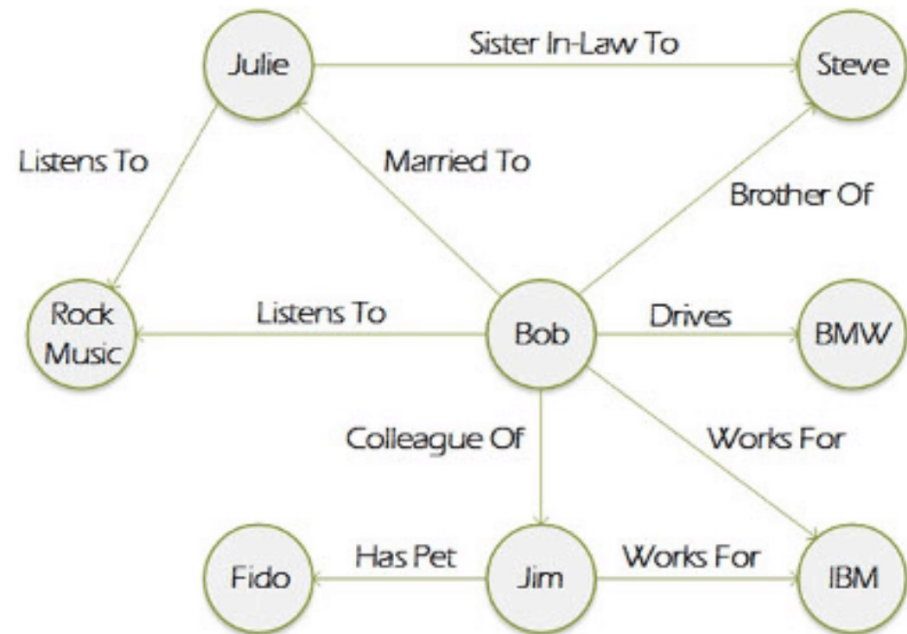 Sister In-Law To
Julie
Steve
Listens To
Married To
Brother Of
Rock
Music
Listens To
Bob
Drives
BMW
Colleague Of
Works For
Fido
Has Pet
Jim
Works For
IBM